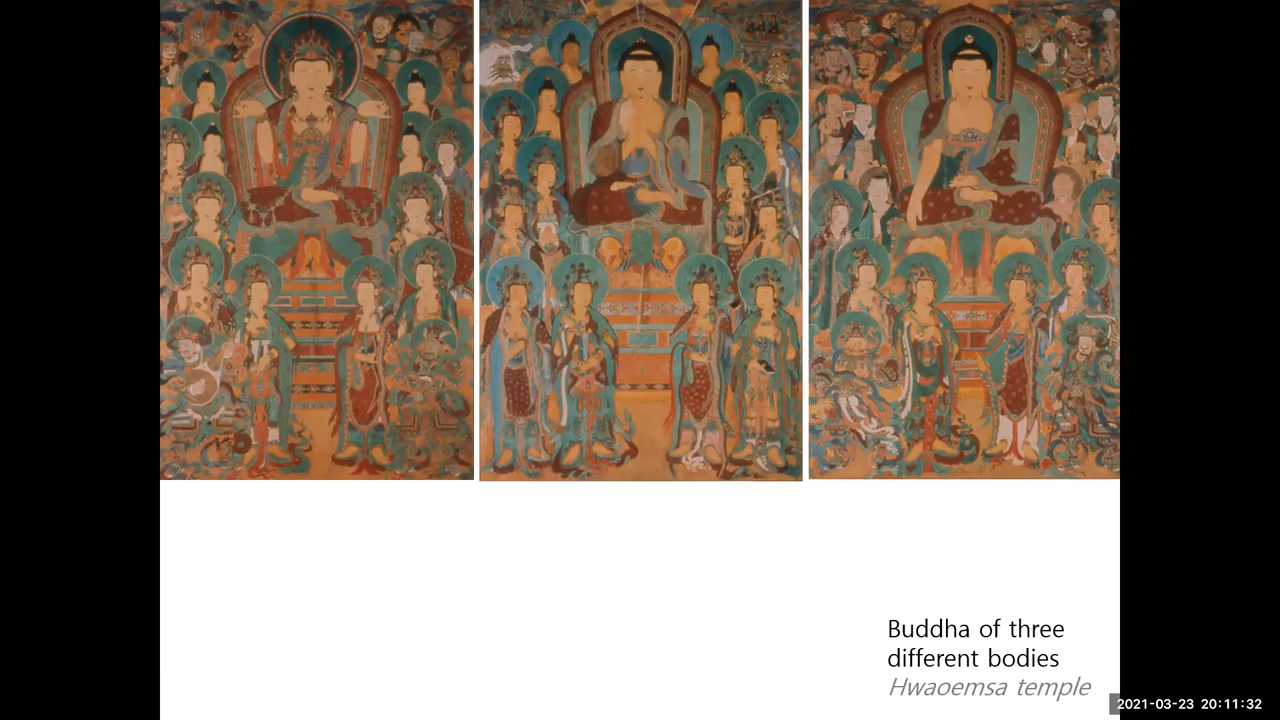 Buddha of three
different bodies
Hwaoemsa temple
2021-03-23 20:11:32